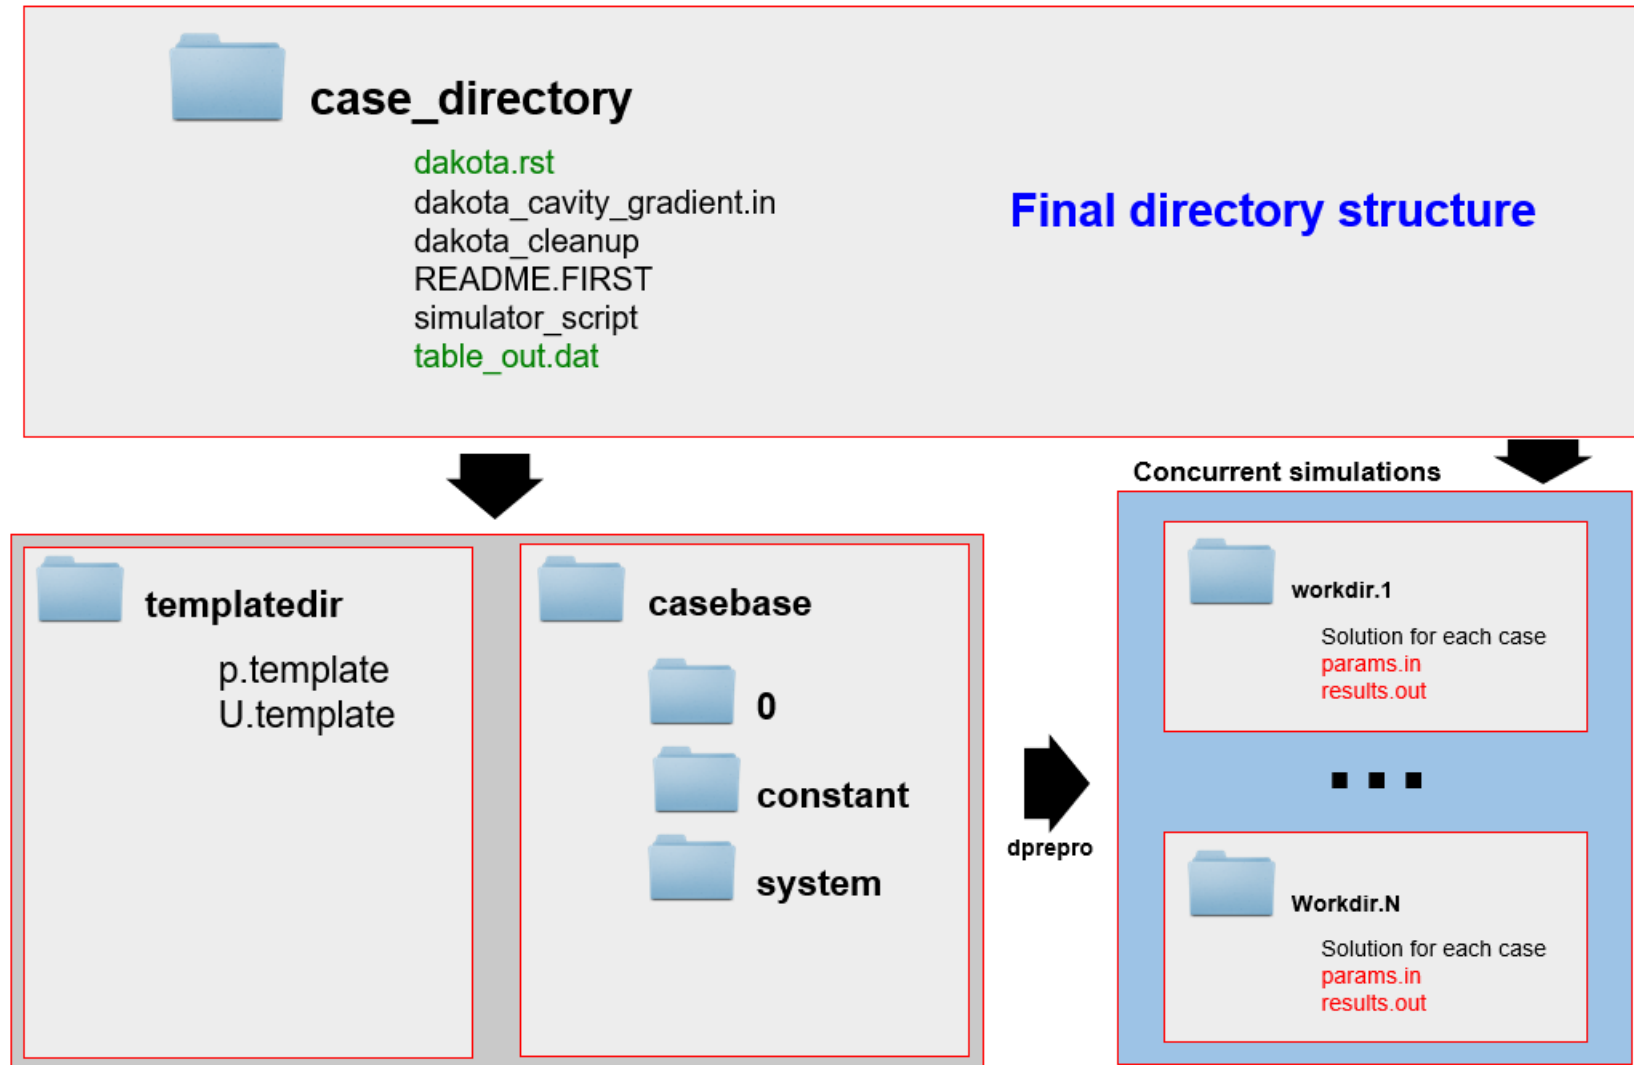 case_directory
dakota.rst
dakota_cavity_gradient.in
dakota_cleanup
README.FIRST
simulator_script
table_out.dat
Final directory structure
templatedir
p.template
U.template
casebase
0
constant
system
dprepro
Concurrent simulations
workdir.1
Solution for each case
params.in
results.out
...
Workdir.N
Solution for each case
params.in
results.out